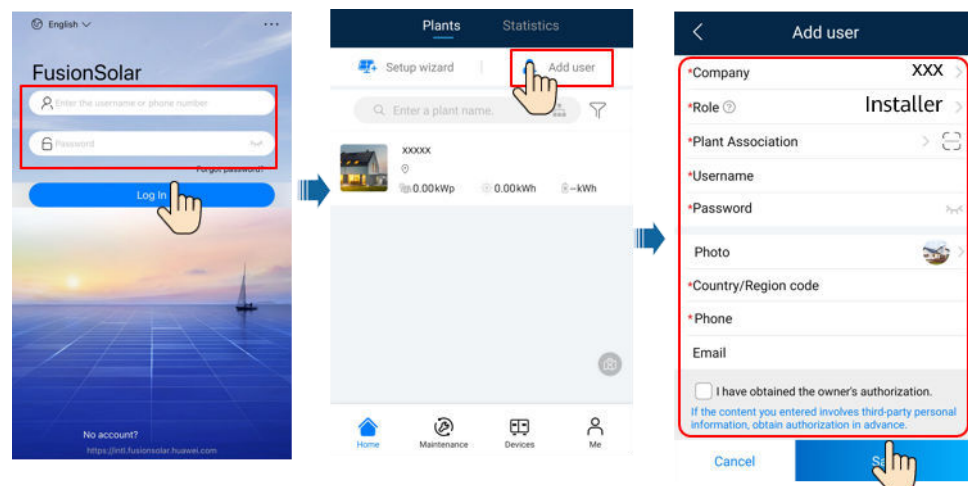 English
FusionSolar
Enter the username or phone number
Password
Forgot password?
Log In
No account?
https://intl.fusionsolar.huawei.com
Plants Statistics
Setup wizard Add user
Enter a plant name.
xxxxx
0.00kWp 0.00kWh --kWh
Home Maintenance Devices Me
Add user
*Company XXX
*Role Installer
*Plant Association
*Username
*Password
Photo
*Country/Region code
*Phone
Email
I have obtained the owner's authorization.
If the content you entered involves third-party personal
information, obtain authorization in advance.
Cancel